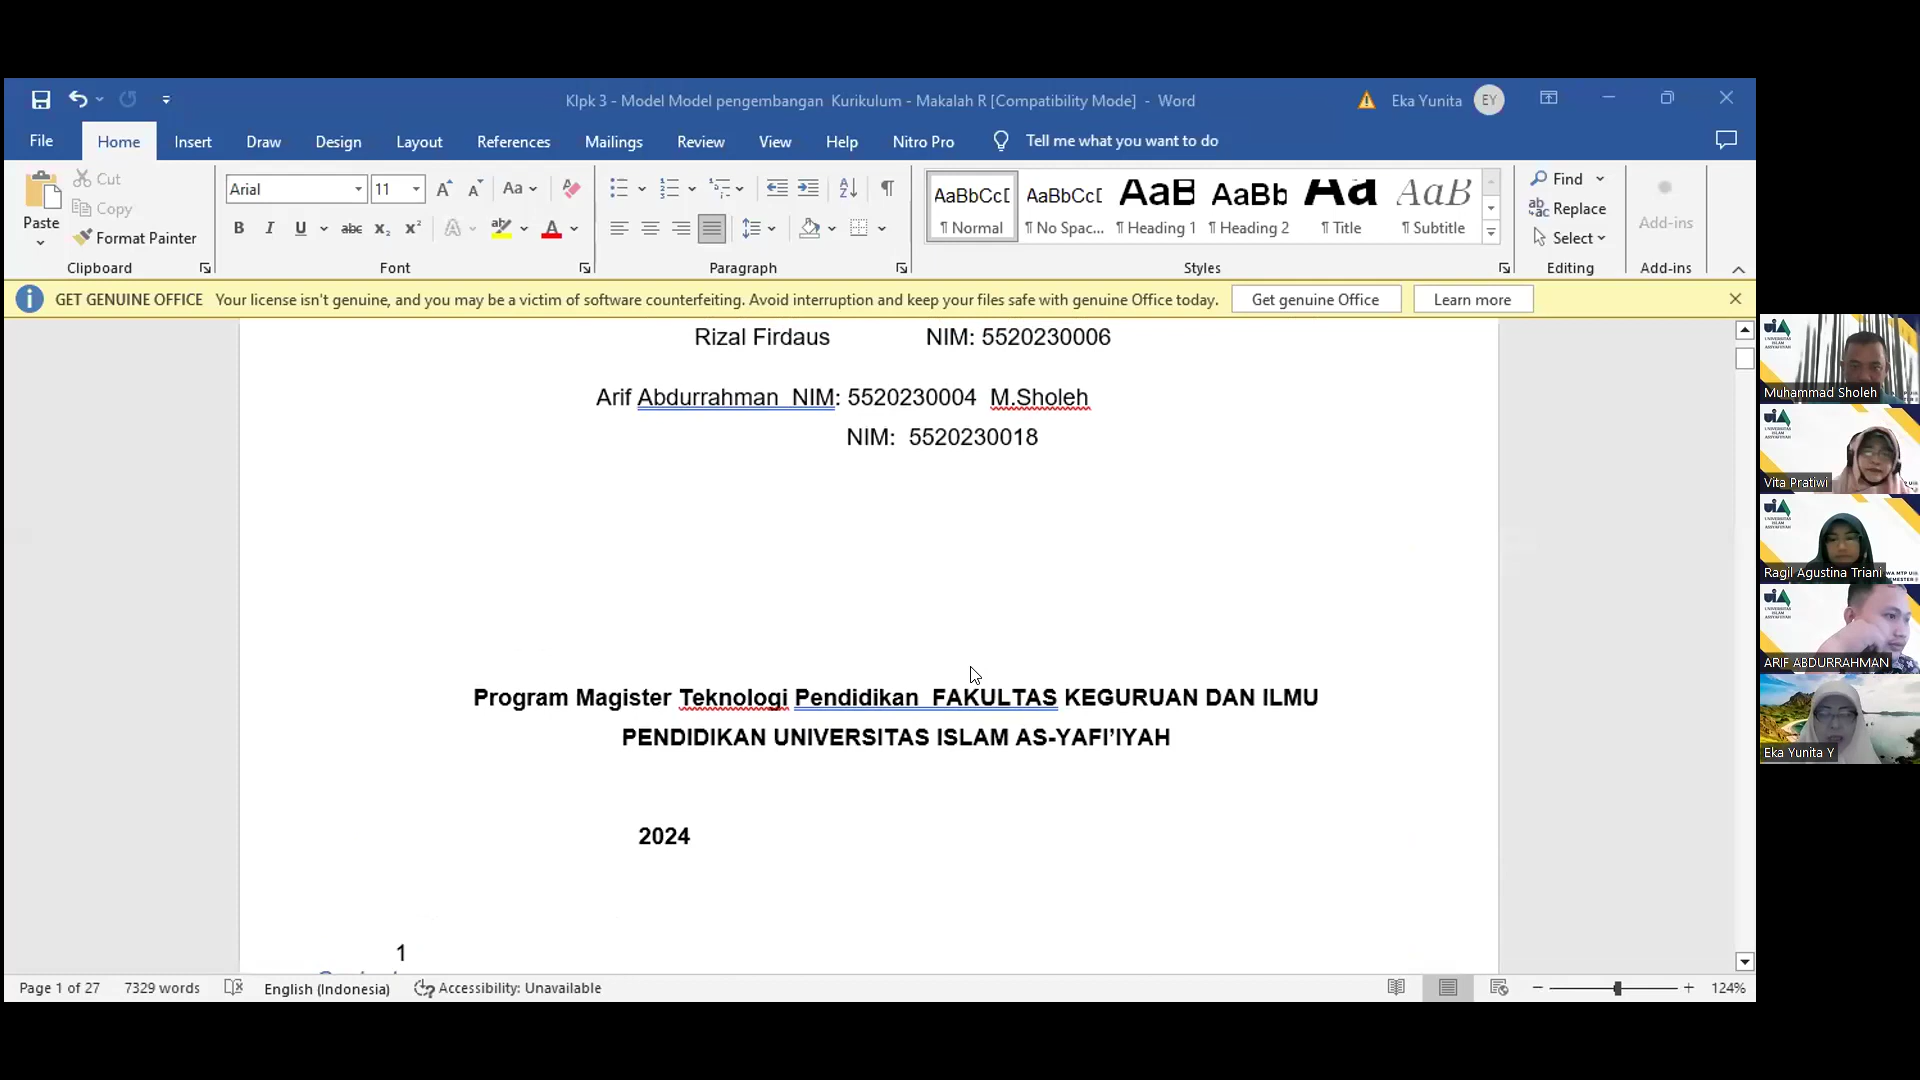 Klpk 3 - Model Model pengembangan  Kurikulum - Makalah R [Compatibility Mode]  -  Word
Eka Yunita
EY
File
Home
Insert
Draw
Design
Layout
References
Mailings
Review
View
Help
Nitro Pro
Tell me what you want to do
Paste
Cut
Copy
Format Painter
Clipboard
Arial
11
Font
Paragraph
AaBbCcD
¶ Normal
AaBbCcD
¶ No Spac...
AaB
¶ Heading 1
AaBb
¶ Heading 2
Aa
¶ Title
AaB
¶ Subtitle
Styles
Find
Replace
Select
Editing
Add-ins
Add-ins
GET GENUINE OFFICE  Your license isn't genuine, and you may be a victim of software counterfeiting. Avoid interruption and keep your files safe with genuine Office today.
Get genuine Office
Learn more
Rizal Firdaus NIM: 5520230006
Arif Abdurrahman  NIM: 5520230004  M.Sholeh
NIM:  5520230018
Program Magister Teknologi Pendidikan  FAKULTAS KEGURUAN DAN ILMU
PENDIDIKAN UNIVERSITAS ISLAM AS-YAFI’IYAH
2024
1
Page 1 of 27
7329 words
English (Indonesia)
Accessibility: Unavailable
124%
Muhammad Sholeh
Vita Pratiwi
Ragil Agustina Triani
ARIF ABDURRAHMAN
Eka Yunita Y